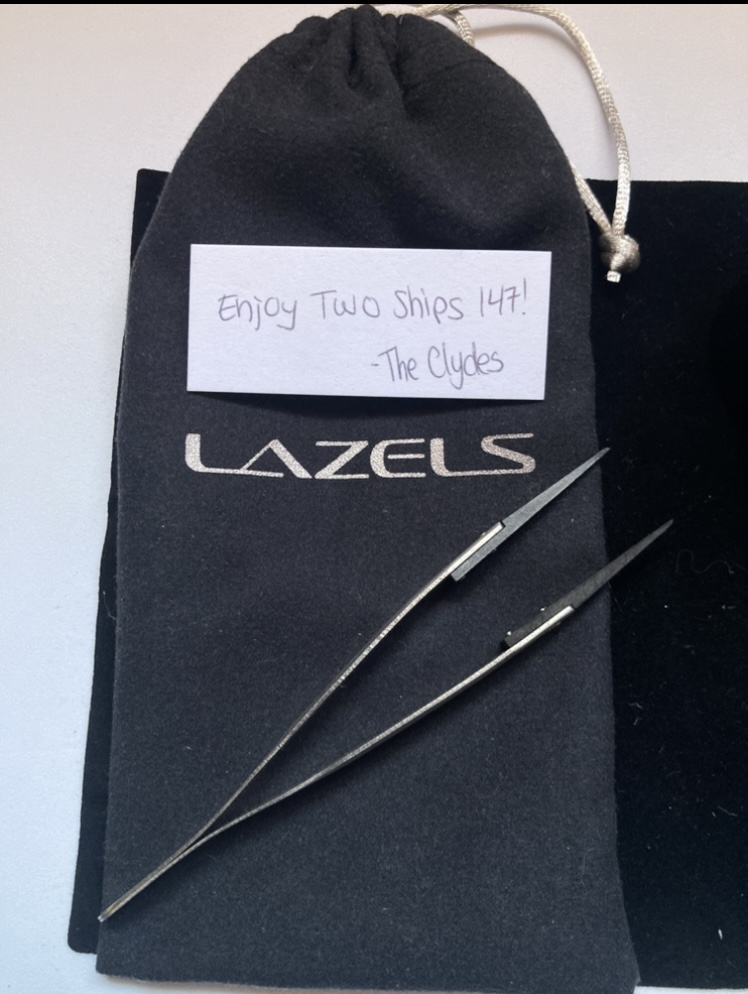 Enjoy Two Ships 147!
-The Clydes
LAZELS